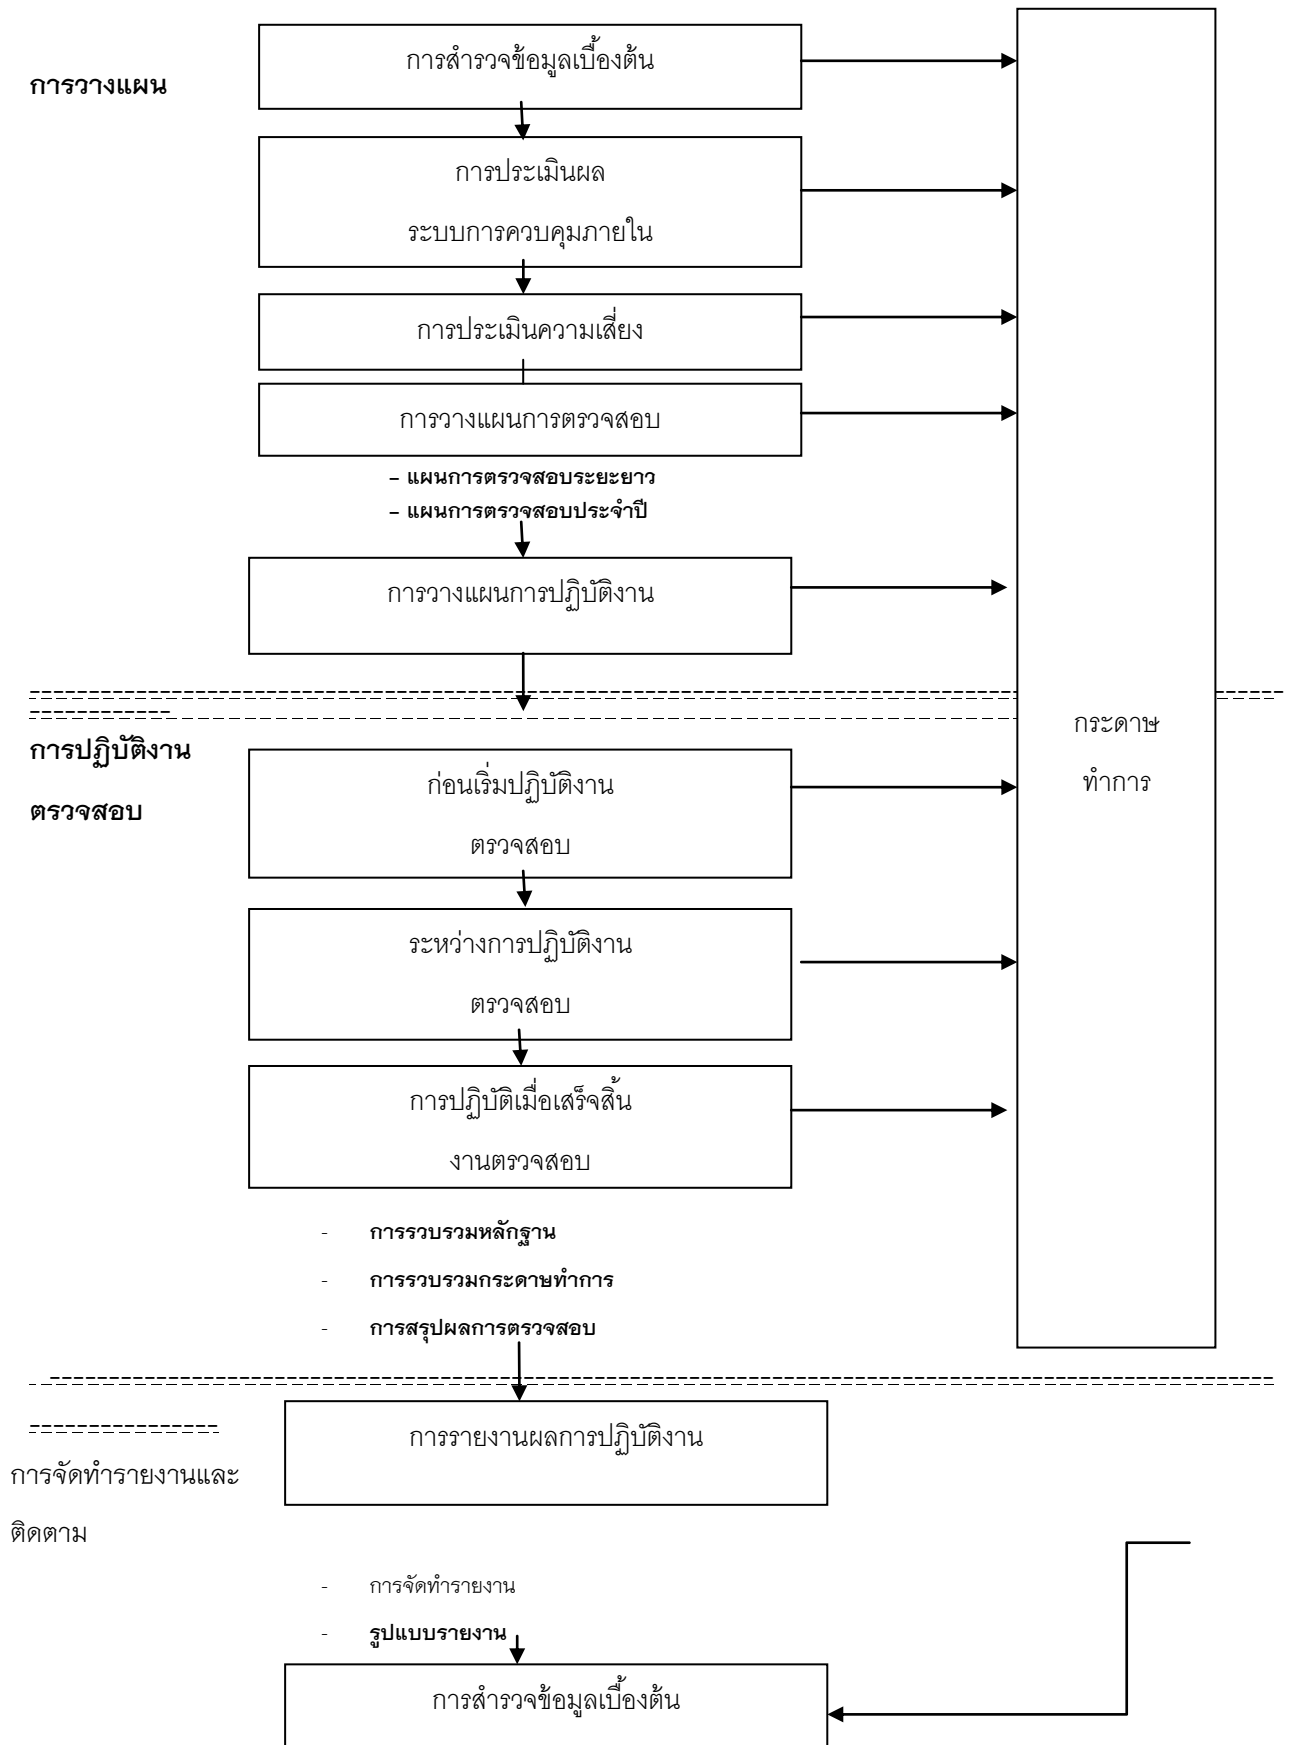 การสำรวจข้อมูลเบื้องต้น
การวางแผน
การประเมินผล
ระบบการควบคุมภายใน
การประเมินความเสี่ยง
การวางแผนการตรวจสอบ
– แผนการตรวจสอบระยะยาว
– แผนการตรวจสอบประจำปี
การวางแผนการปฏิบัติงาน
กระดาษ
ทำการ
การปฏิบัติงาน
ตรวจสอบ
ก่อนเริ่มปฏิบัติงาน
ตรวจสอบ
ระหว่างการปฏิบัติงาน
ตรวจสอบ
การปฏิบัติเมื่อเสร็จสิ้น
งานตรวจสอบ
- การรวบรวมหลักฐาน
- การรวบรวมกระดาษทำการ
- การสรุปผลการตรวจสอบ
การรายงานผลการปฏิบัติงาน
การจัดทำรายงานและ
ติดตาม
- การจัดทำรายงาน
- รูปแบบรายงาน
การสำรวจข้อมูลเบื้องต้น